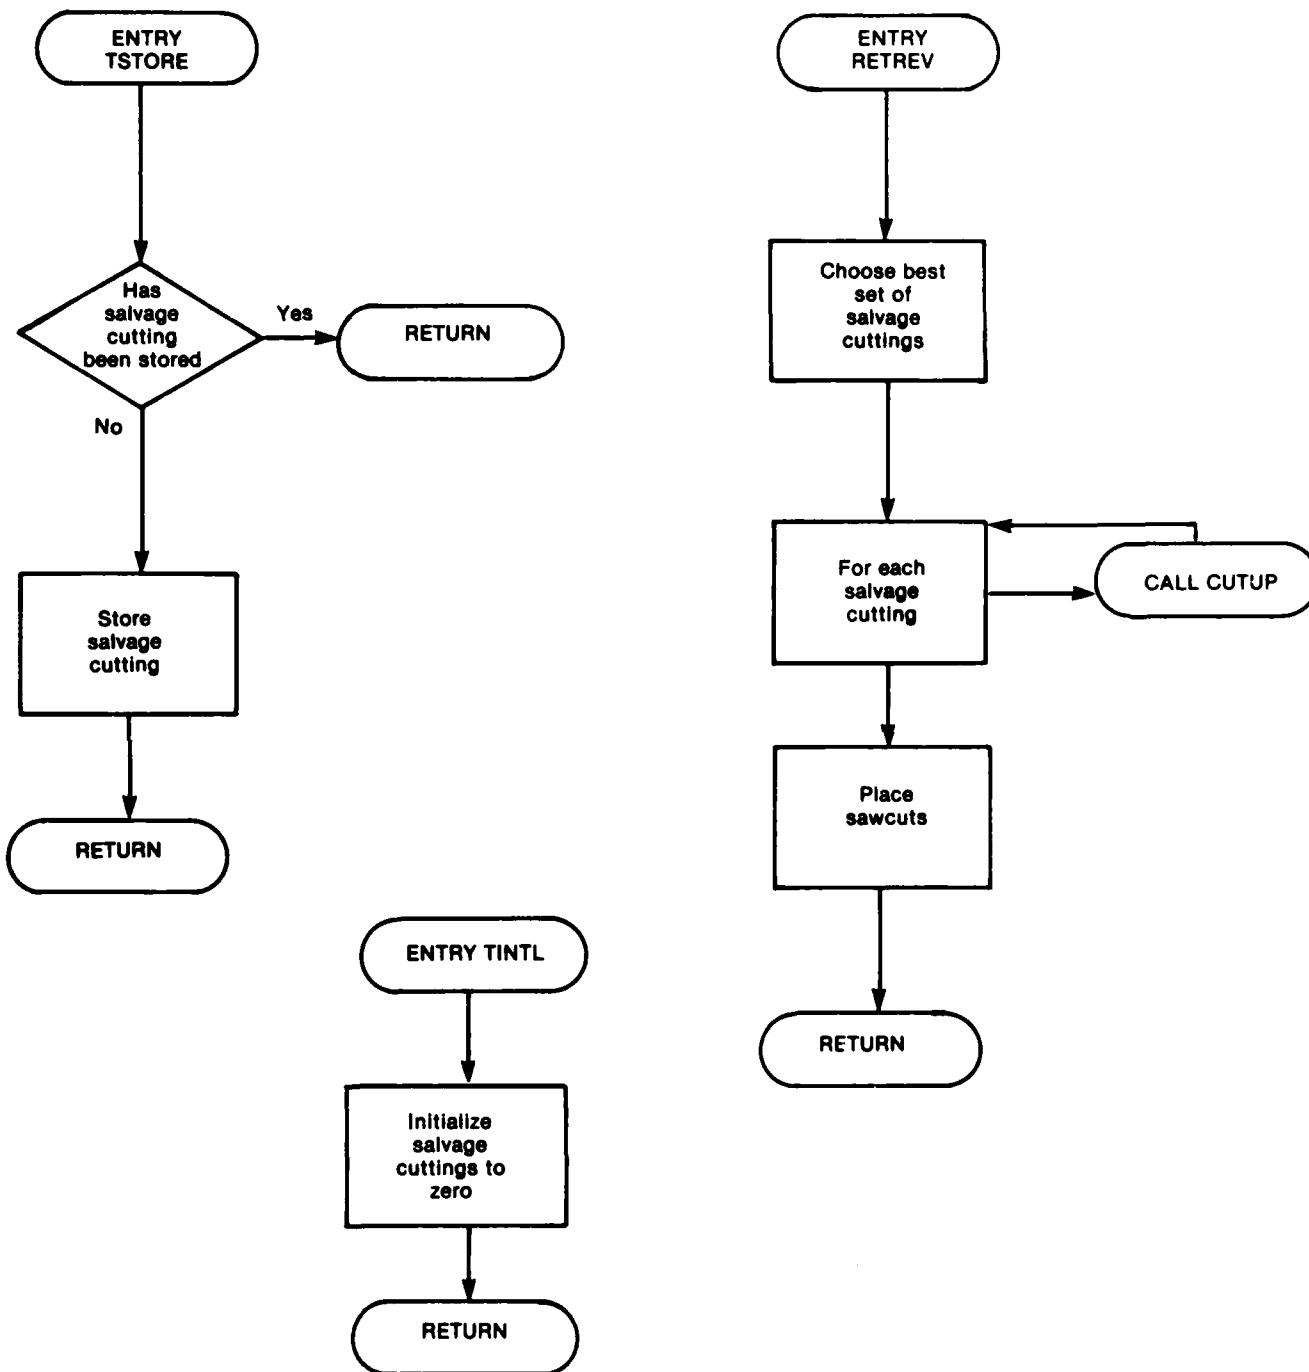 ENTRY
TSTORE
Has
salvage
cutting
been stored
Yes
RETURN
No
Store
salvage
cutting
RETURN
ENTRY TINTL
Initialize
salvage
cuttings to
zero
RETURN
ENTRY
RETREV
Choose best
set of
salvage
cuttings
For each
salvage
cutting
CALL CUTUP
Place
sawcuts
RETURN